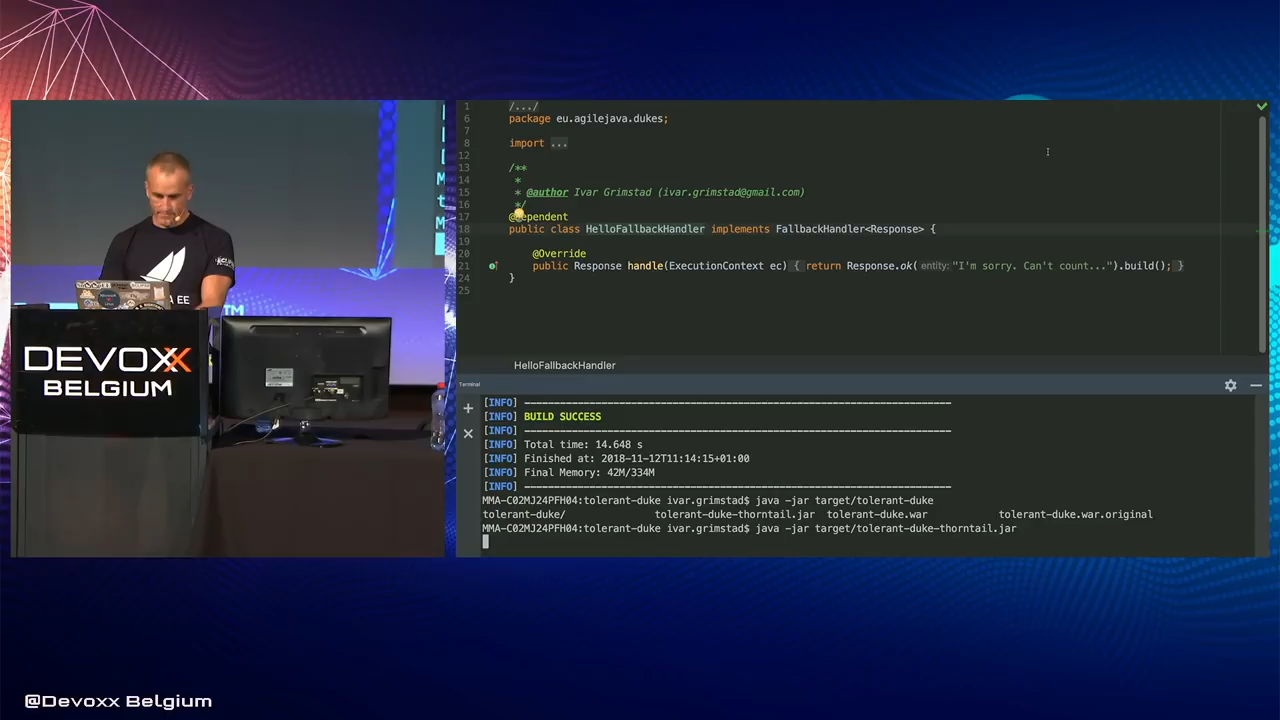 A EE
DEVOXX
BELGIUM
1 /.../
6 package eu.agilejava.dukes;
7
8 import ...
12
13 /**
14 *
15 * @author Ivar Grimstad (ivar.grimstad@gmail.com)
16 */
17 @Dependent
18 public class HelloFallbackHandler implements FallbackHandler<Response> {
19
20 @Override
21 public Response handle(ExecutionContext ec) { return Response.ok( entity: "I'm sorry. Can't count...").build(); }
24 }
25
HelloFallbackHandler
Terminal
[INFO] ------------------------------------------------------------------------
[INFO] BUILD SUCCESS
[INFO] ------------------------------------------------------------------------
[INFO] Total time: 14.648 s
[INFO] Finished at: 2018-11-12T11:14:15+01:00
[INFO] Final Memory: 42M/334M
[INFO] ------------------------------------------------------------------------
MMA-C02MJ24PFH04:tolerant-duke ivar.grimstad$ java -jar target/tolerant-duke
tolerant-duke/ tolerant-duke-thorntail.jar tolerant-duke.war tolerant-duke.war.original
MMA-C02MJ24PFH04:tolerant-duke ivar.grimstad$ java -jar target/tolerant-duke-thorntail.jar
@Devoxx Belgium